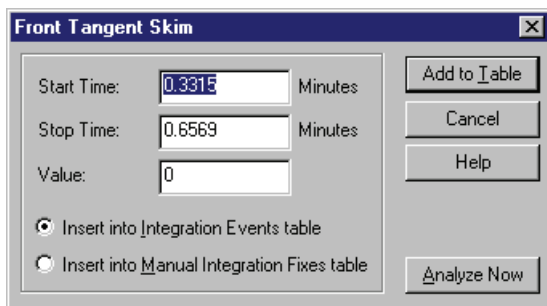 Front Tangent Skim
Start Time: 0.3315 Minutes
Stop Time: 0.6569 Minutes
Value: 0
Insert into Integration Events table
Insert into Manual Integration Fixes table
Add to Table
Cancel
Help
Analyze Now